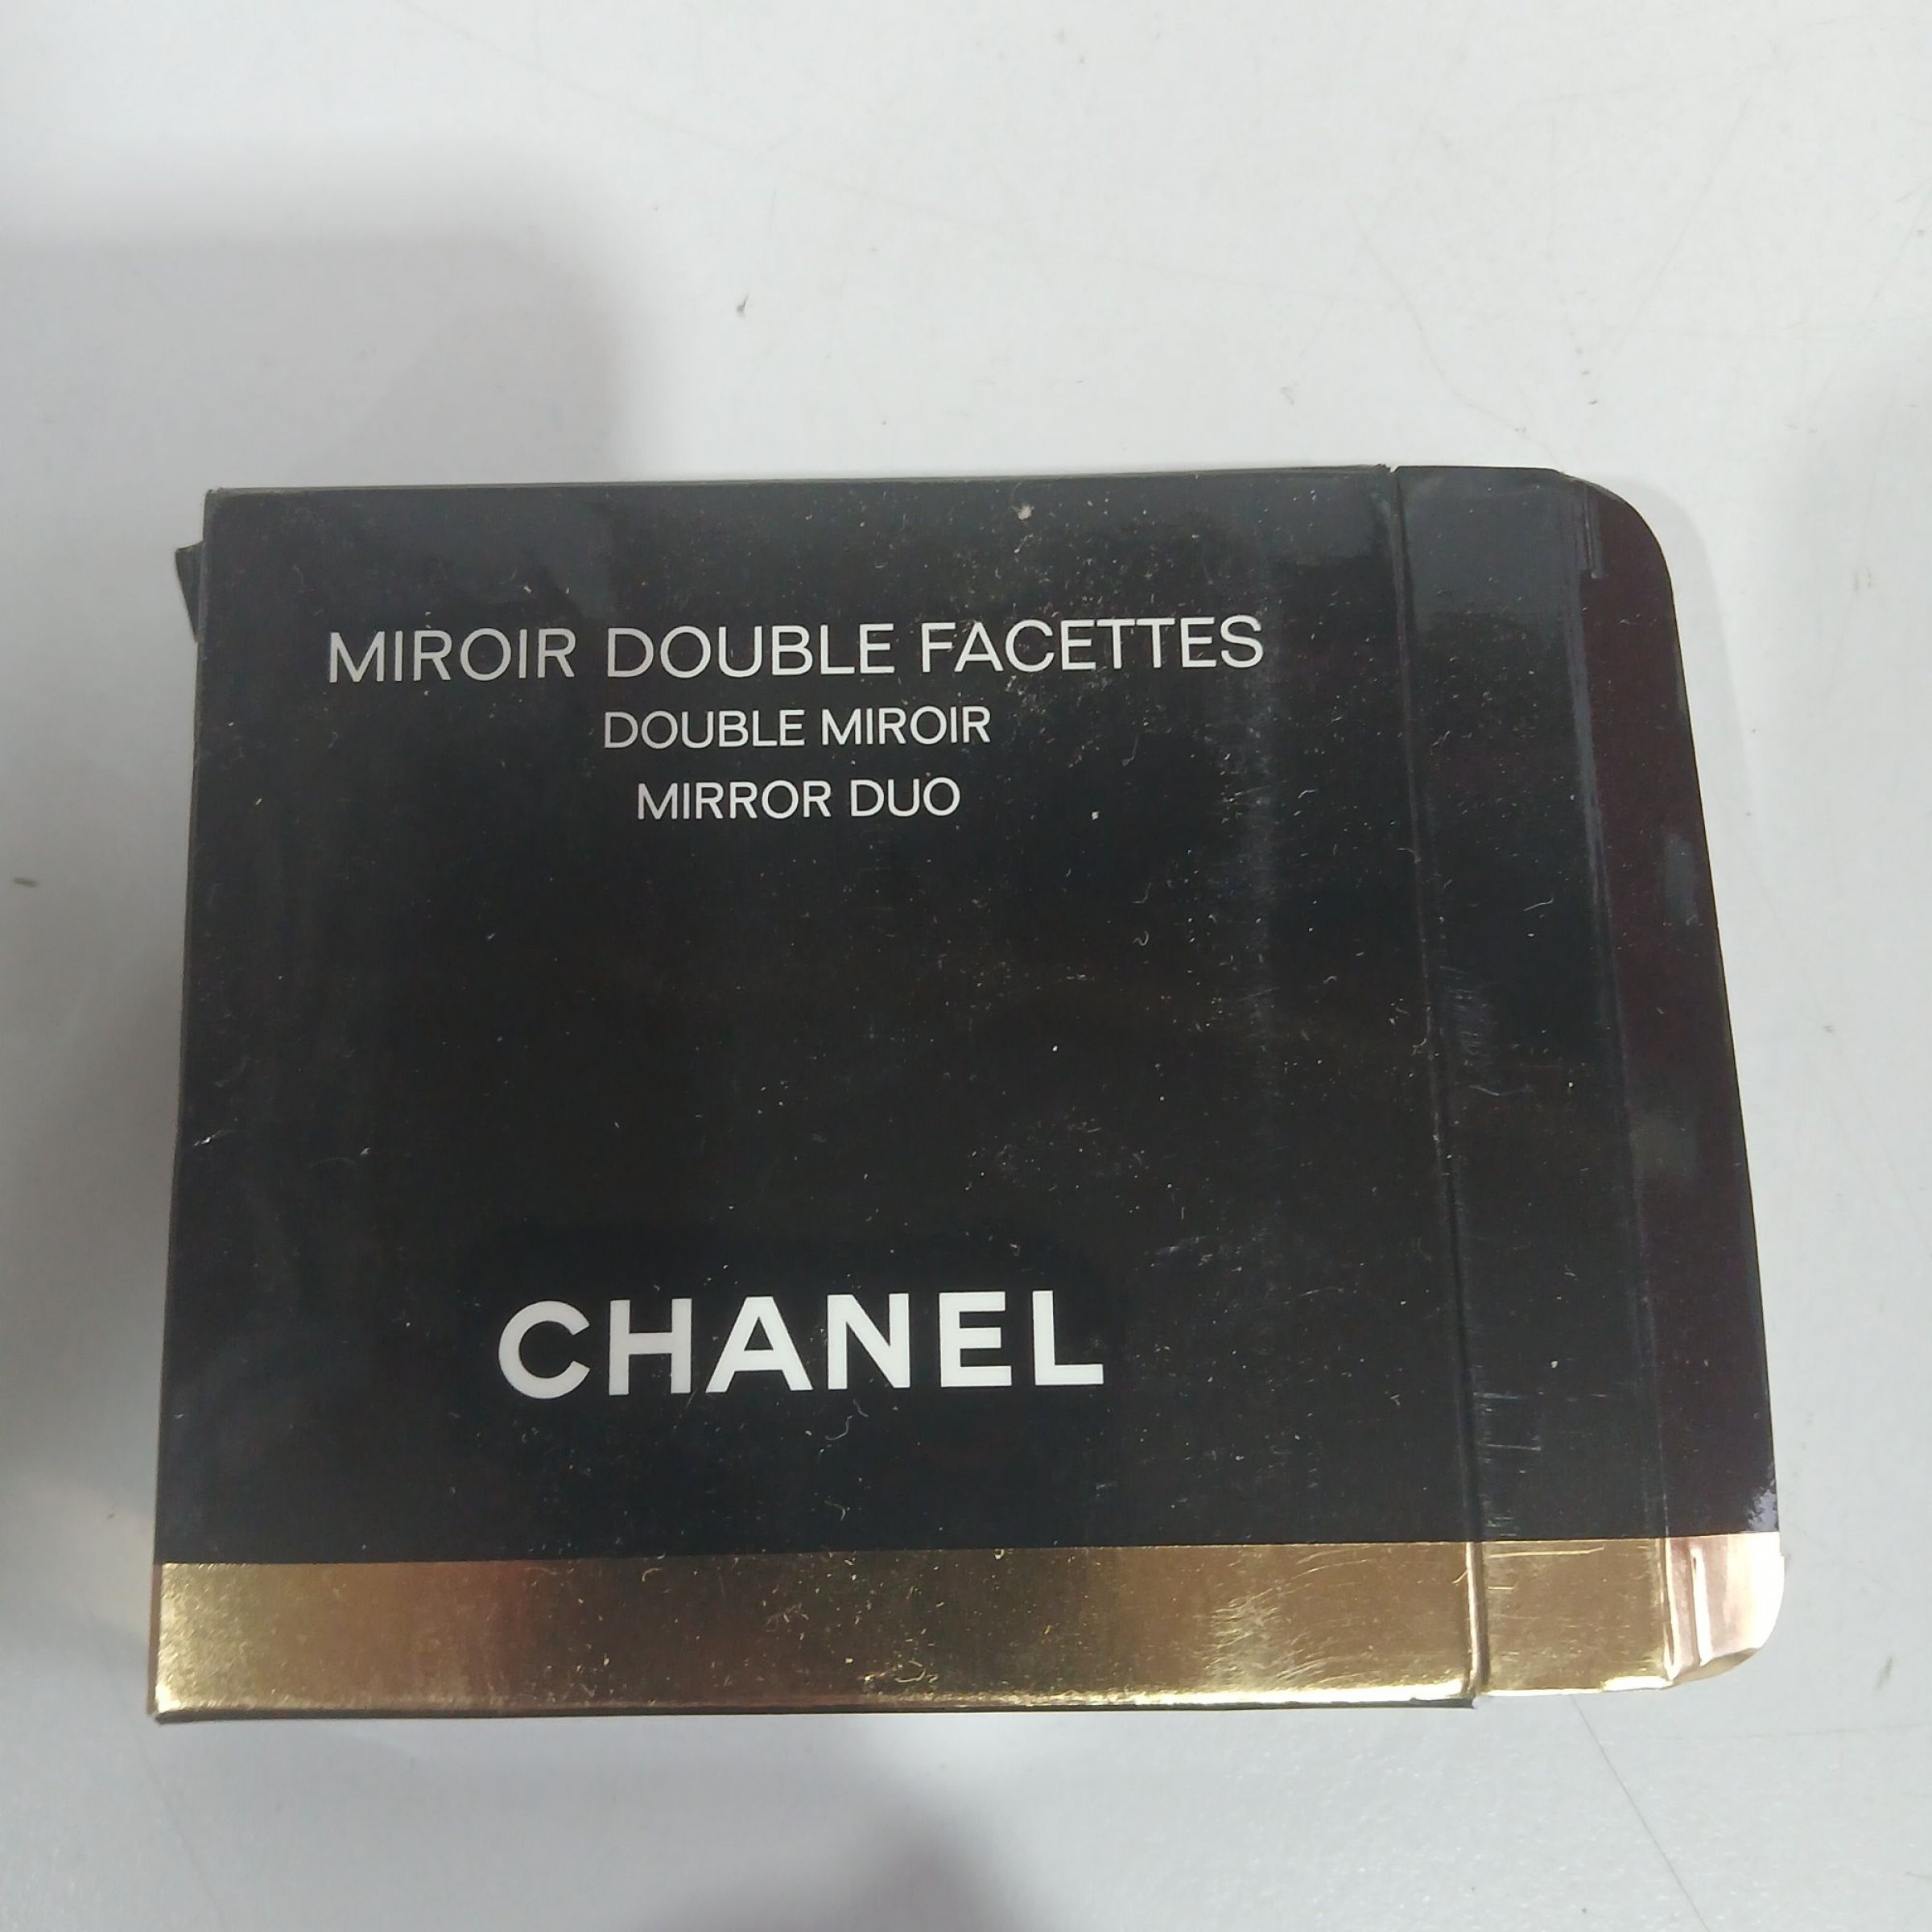 MIROIR DOUBLE FACETTES
DOUBLE MIROIR
MIRROR DUO
CHANEL